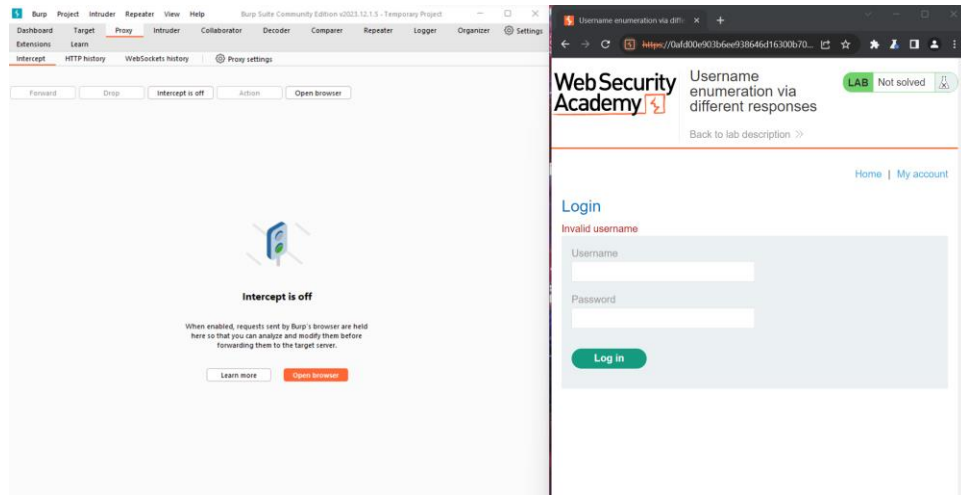 Burp Project Intruder Repeater View Help Burp Suite Community Edition v2023.12.1.5 - Temporary Project
Dashboard Target Proxy Intruder Collaborator Decoder Comparer Repeater Logger Organizer Settings
Extensions Learn
Intercept HTTP history WebSockets history Proxy settings
Forward Drop Intercept is off Action Open browser
Intercept is off
When enabled, requests sent by Burp's browser are held
here so that you can analyze and modify them before
forwarding them to the target server.
Learn more Open browser
Username enumeration via diffe
https://0afd00e903b6ee938646d16300b70...
Web Security
Academy
Username
enumeration via
different responses
Back to lab description
LAB Not solved
Home | My account
Login
Invalid username
Username
Password
Log in